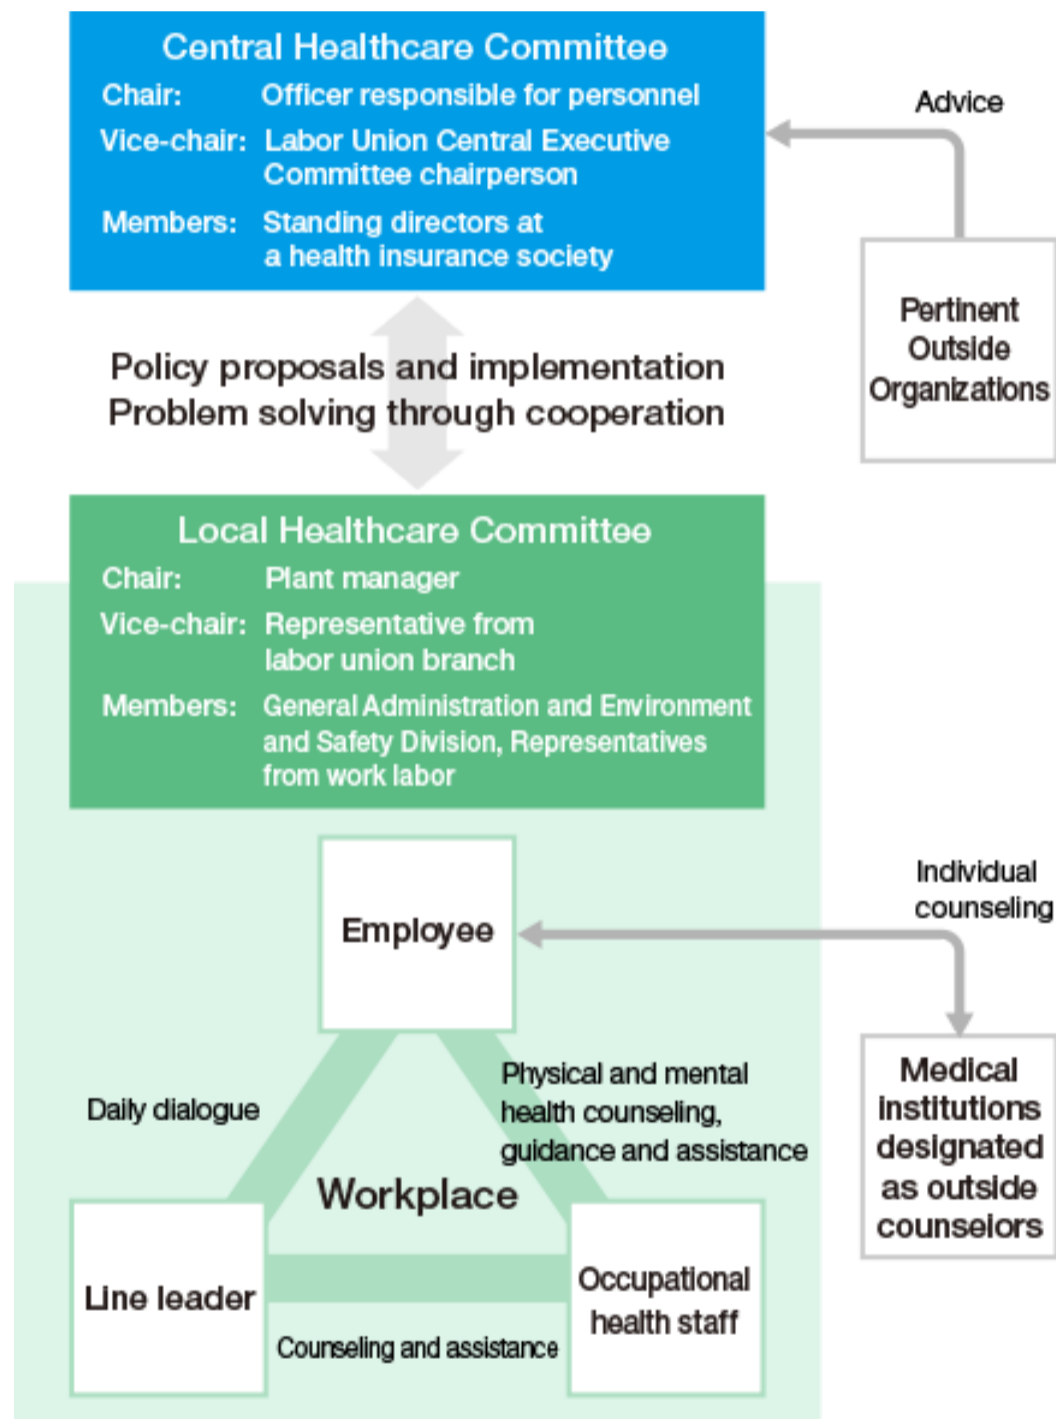 Central Healthcare Committee
Chair: Officer responsible for personnel
Vice-chair: Labor Union Central Executive
Committee chairperson
Members: Standing directors at
a health insurance society
Advice
Pertinent
Outside
Organizations
Policy proposals and implementation
Problem solving through cooperation
Local Healthcare Committee
Chair: Plant manager
Vice-chair: Representative from
labor union branch
Members: General Administration and Environment
and Safety Division, Representatives
from work labor
Employee
Individual
counseling
Medical
institutions
designated
as outside
counselors
Daily dialogue
Physical and mental
health counseling,
guidance and assistance
Workplace
Line leader
Occupational
health staff
Counseling and assistance